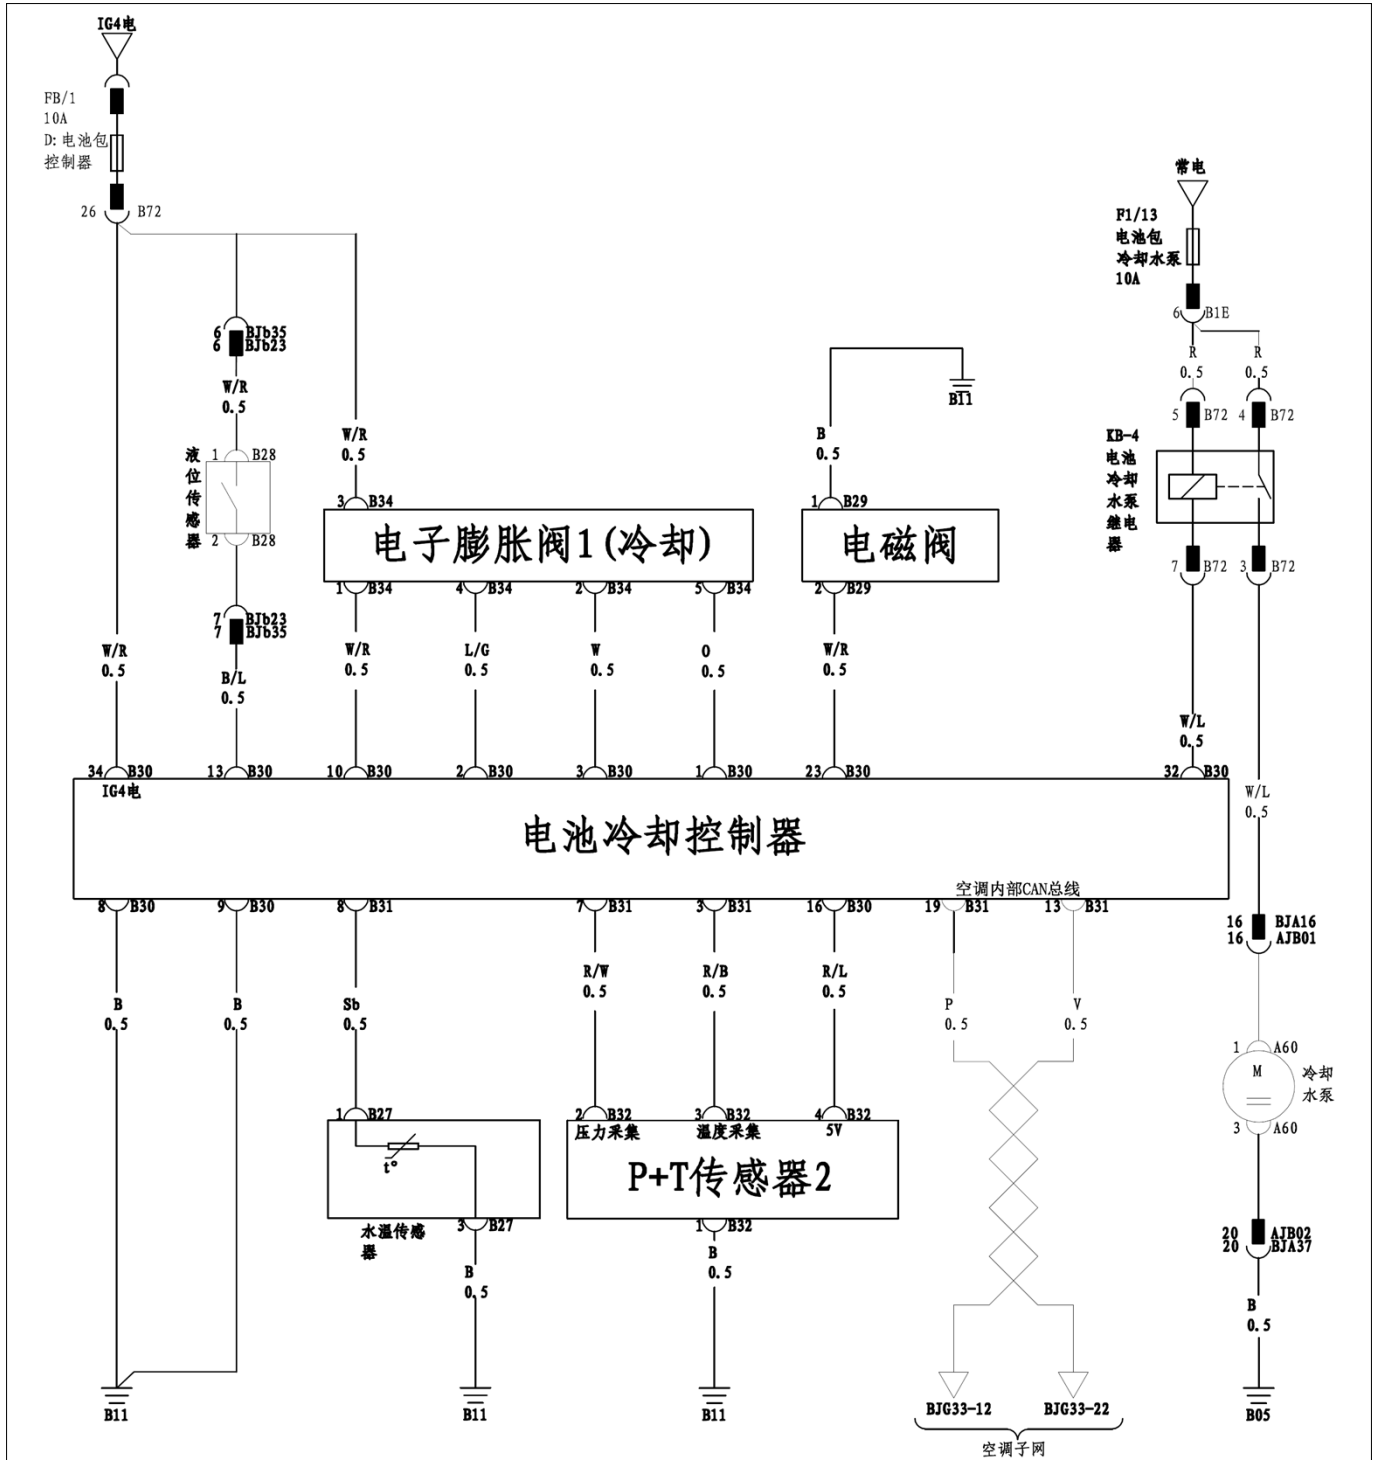 IG4电
FB/1
10A
D:电池包
控制器
26 B72
常电
F1/13
电池包
冷却水泵
10A
6 B1E
R
0.5
R
0.5
5 B72
4 B72
KB-4
电池
冷却
水泵
继电
器
7 B72
3 B72
6 BJb35
6 BJb23
W/R
0.5
液位传感器
1 B28
2 B28
7 BJb23
7 BJb35
B/L
0.5
W/R
0.5
W/R
0.5
3 B34
电子膨胀阀1(冷却)
1 B34
4 B34
2 B34
5 B34
B11
B
0.5
1 B29
电磁阀
2 B29
W/R
0.5
L/G
0.5
W
0.5
O
0.5
W/R
0.5
W/L
0.5
34 B30
13 B30
10 B30
2 B30
3 B30
1 B30
23 B30
32 B30
IG4电
电池冷却控制器
空调内部CAN总线
W/L
0.5
8 B30
9 B30
8 B31
7 B31
3 B31
16 B30
19 B31
13 B31
16 BJA16
16 AJB01
B
0.5
B
0.5
Sb
0.5
R/W
0.5
R/B
0.5
R/L
0.5
P
0.5
V
0.5
1 A60
M
冷却
水泵
3 A60
1 B27
t°
水温传感
器
3 B27
2 B32
3 B32
4 B32
压力采集
温度采集
5V
P+T传感器2
1 B32
B
0.5
B
0.5
20 AJB02
20 BJA37
B
0.5
B11
B11
B11
BJG33-12
BJG33-22
空调子网
B05